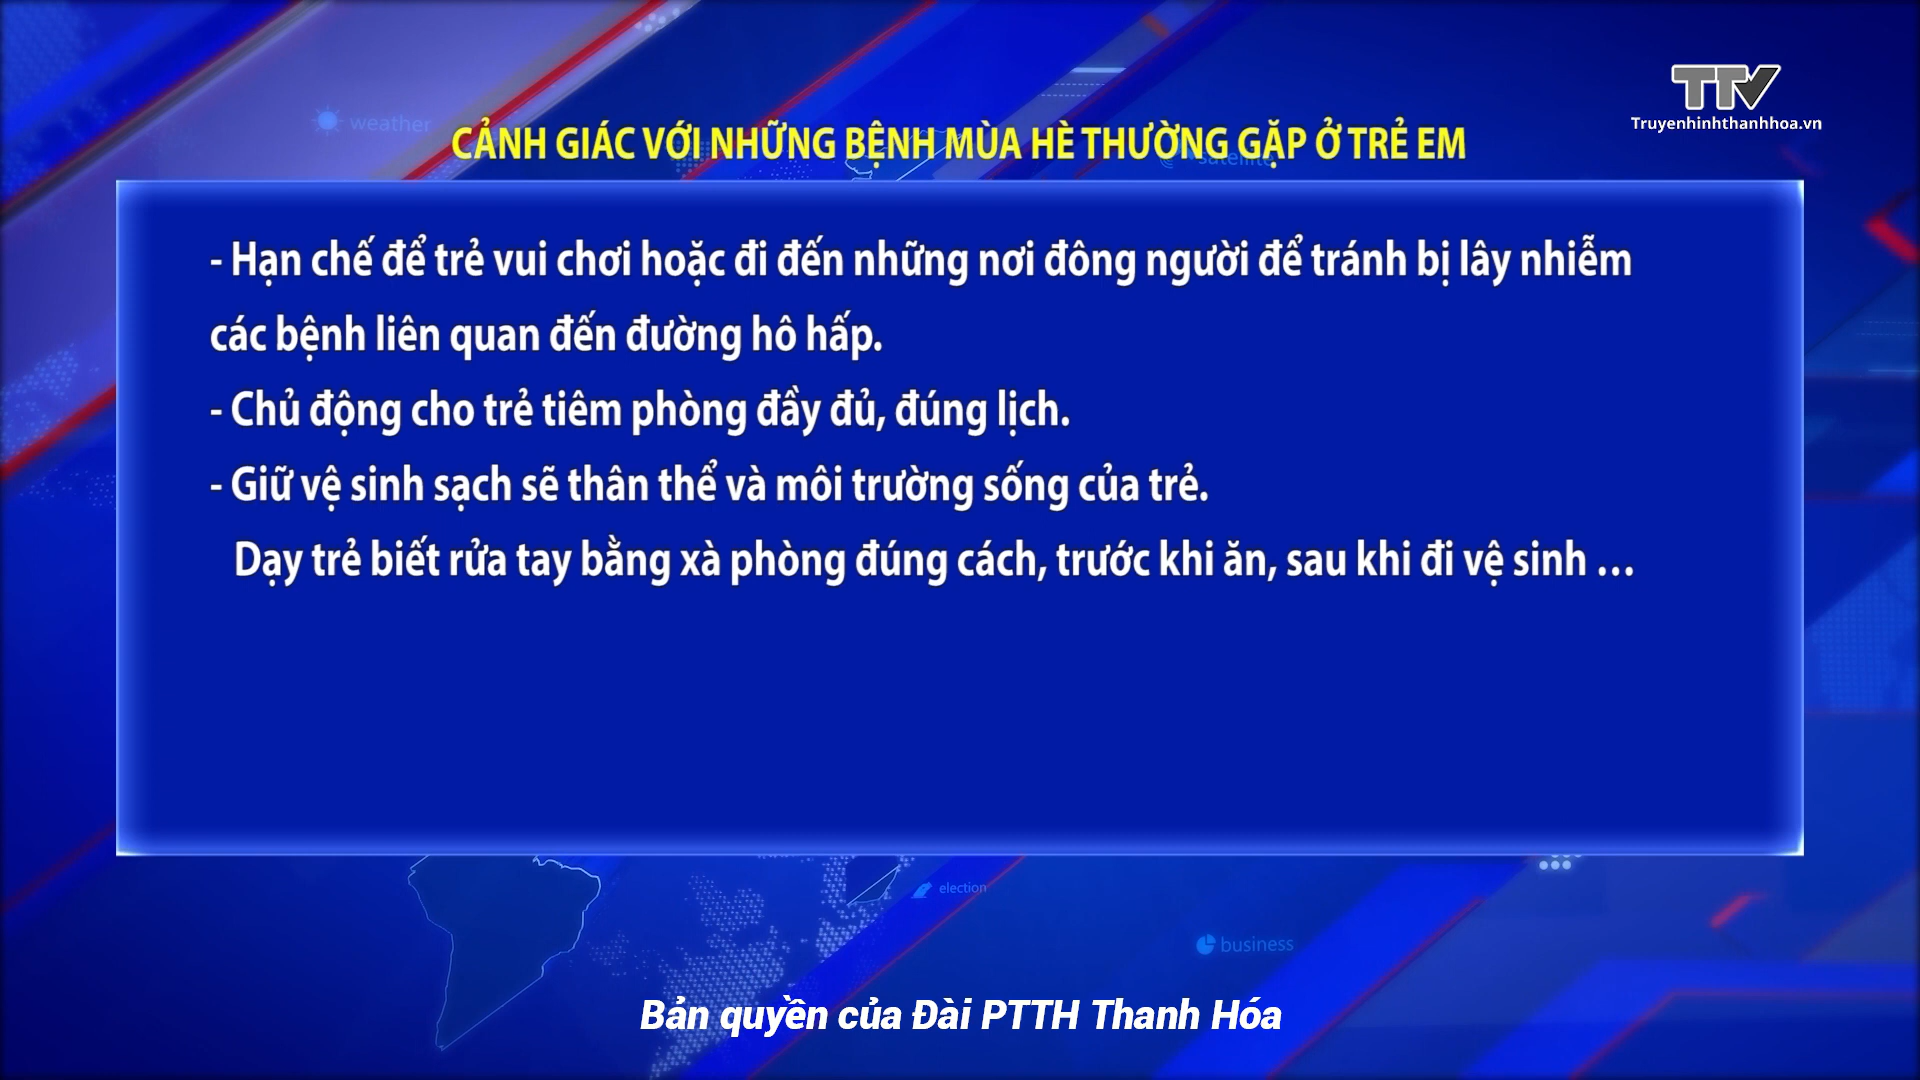 TTV
Truyenhinhthanhhoa.vn
weather
CẢNH GIÁC VỚI NHỮNG BỆNH MÙA HÈ THƯỜNG GẶP Ở TRẺ EM
satellite
- Hạn chế để trẻ vui chơi hoặc đi đến những nơi đông người để tránh bị lây nhiễm
các bệnh liên quan đến đường hô hấp.
- Chủ động cho trẻ tiêm phòng đầy đủ, đúng lịch.
- Giữ vệ sinh sạch sẽ thân thể và môi trường sống của trẻ.
Dạy trẻ biết rửa tay bằng xà phòng đúng cách, trước khi ăn, sau khi đi vệ sinh ...
election
business
Bản quyền của Đài PTTH Thanh Hóa